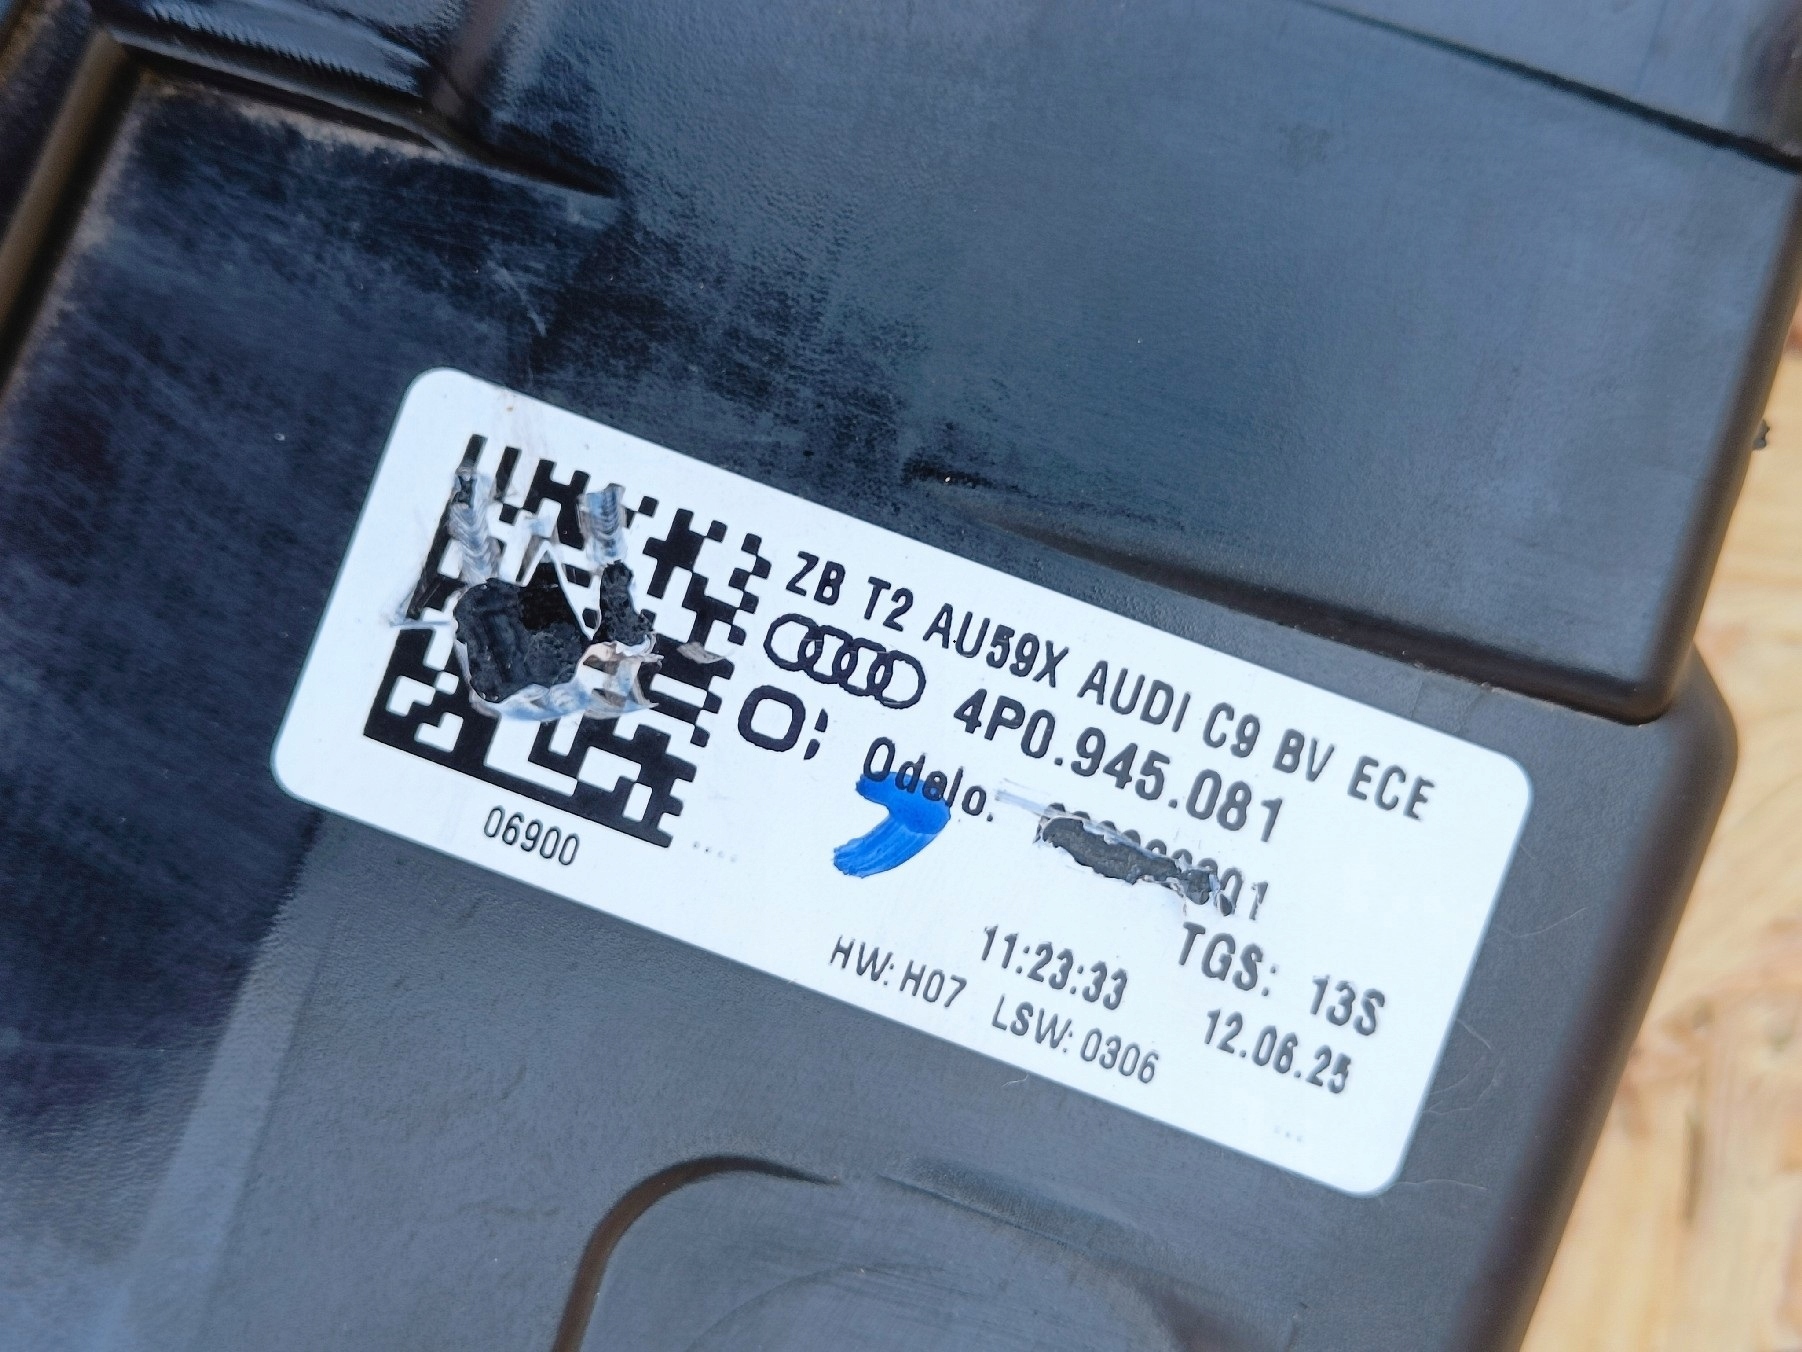 ZB T2 AU59X AUDI C9 BV ECE
4P0.945.081
O; Odelo.
TGS: 13S
11:23:33 12.06.25
HW: H07 LSW: 0306
06900